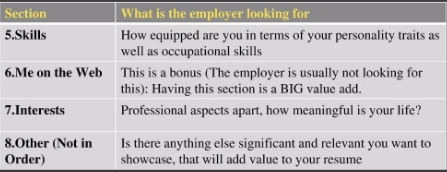 Section What is the employer looking for
5.Skills How equipped are you in terms of your personality traits as
well as occupational skills
6.Me on the Web This is a bonus (The employer is usually not looking for
this): Having this section is a BIG value add.
7.Interests Professional aspects apart, how meaningful is your life?
8.Other (Not in Is there anything else significant and relevant you want to
Order) showcase, that will add value to your resume